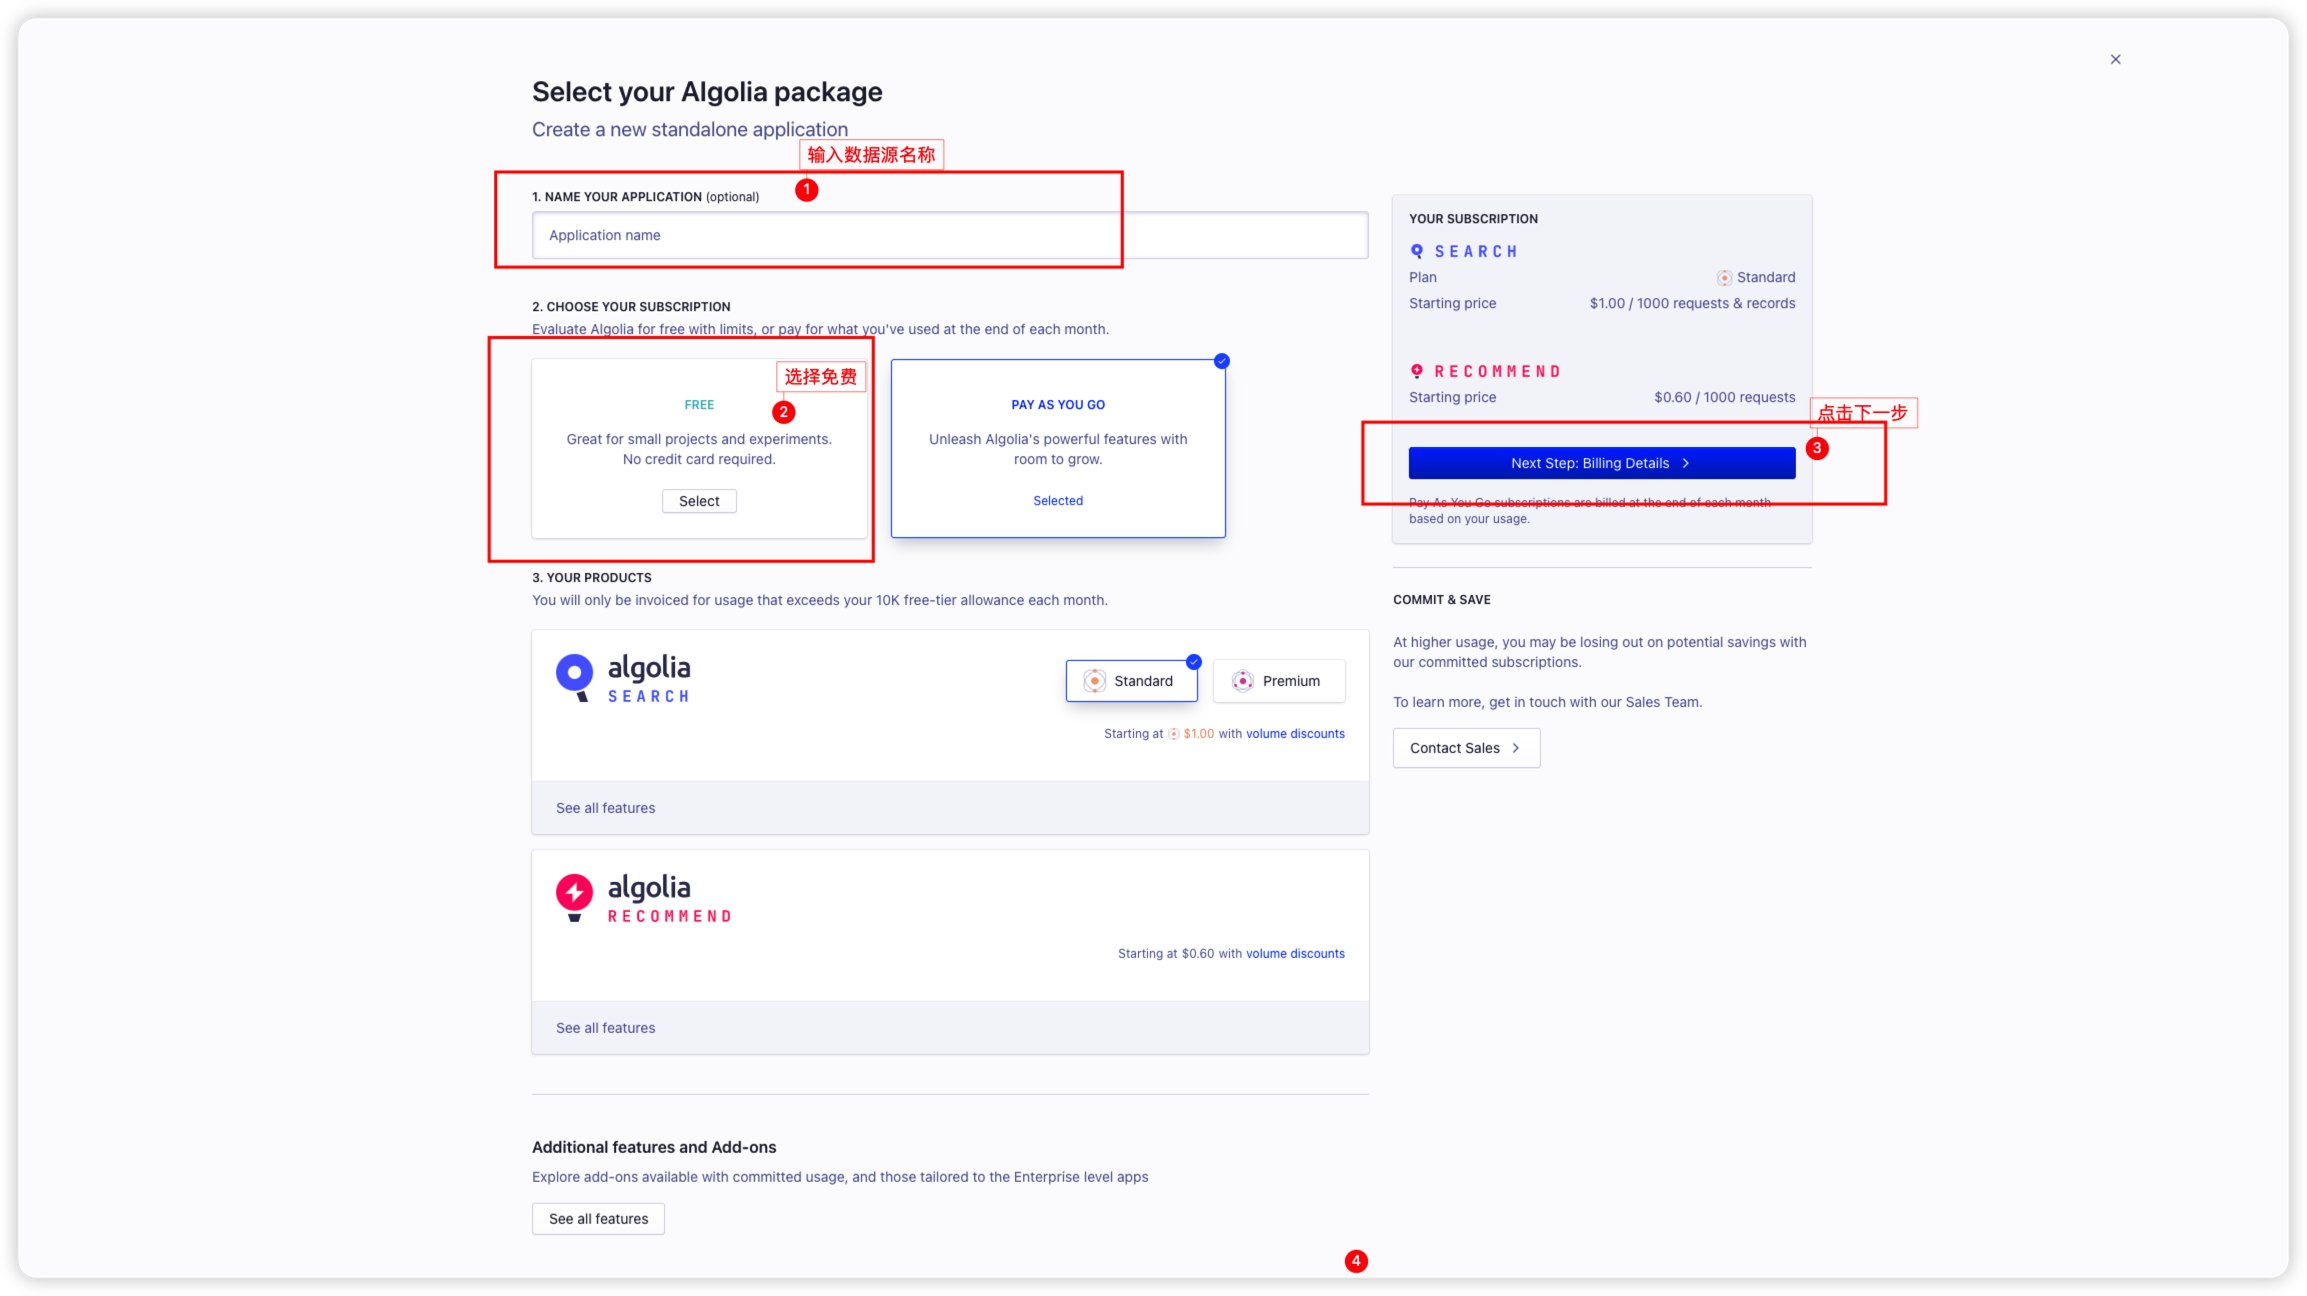 Select your Algolia package
Create a new standalone application
输入数据源名称
1
1. NAME YOUR APPLICATION (optional)
Application name
2. CHOOSE YOUR SUBSCRIPTION
Evaluate Algolia for free with limits, or pay for what you've used at the end of each month.
选择免费
2
FREE
Great for small projects and experiments.
No credit card required.
Select
PAY AS YOU GO
Unleash Algolia's powerful features with
room to grow.
Selected
3. YOUR PRODUCTS
You will only be invoiced for usage that exceeds your 10K free-tier allowance each month.
algolia
SEARCH
Standard
Premium
Starting at $1.00 with volume discounts
See all features
algolia
RECOMMEND
Starting at $0.60 with volume discounts
See all features
Additional features and Add-ons
Explore add-ons available with committed usage, and those tailored to the Enterprise level apps
See all features
4
YOUR SUBSCRIPTION
SEARCH
Plan Standard
Starting price $1.00 / 1000 requests & records
RECOMMEND
Starting price $0.60 / 1000 requests
点击下一步
3
Next Step: Billing Details
Pay As You Go subscriptions are billed at the end of each month
based on your usage.
COMMIT & SAVE
At higher usage, you may be losing out on potential savings with
our committed subscriptions.
To learn more, get in touch with our Sales Team.
Contact Sales